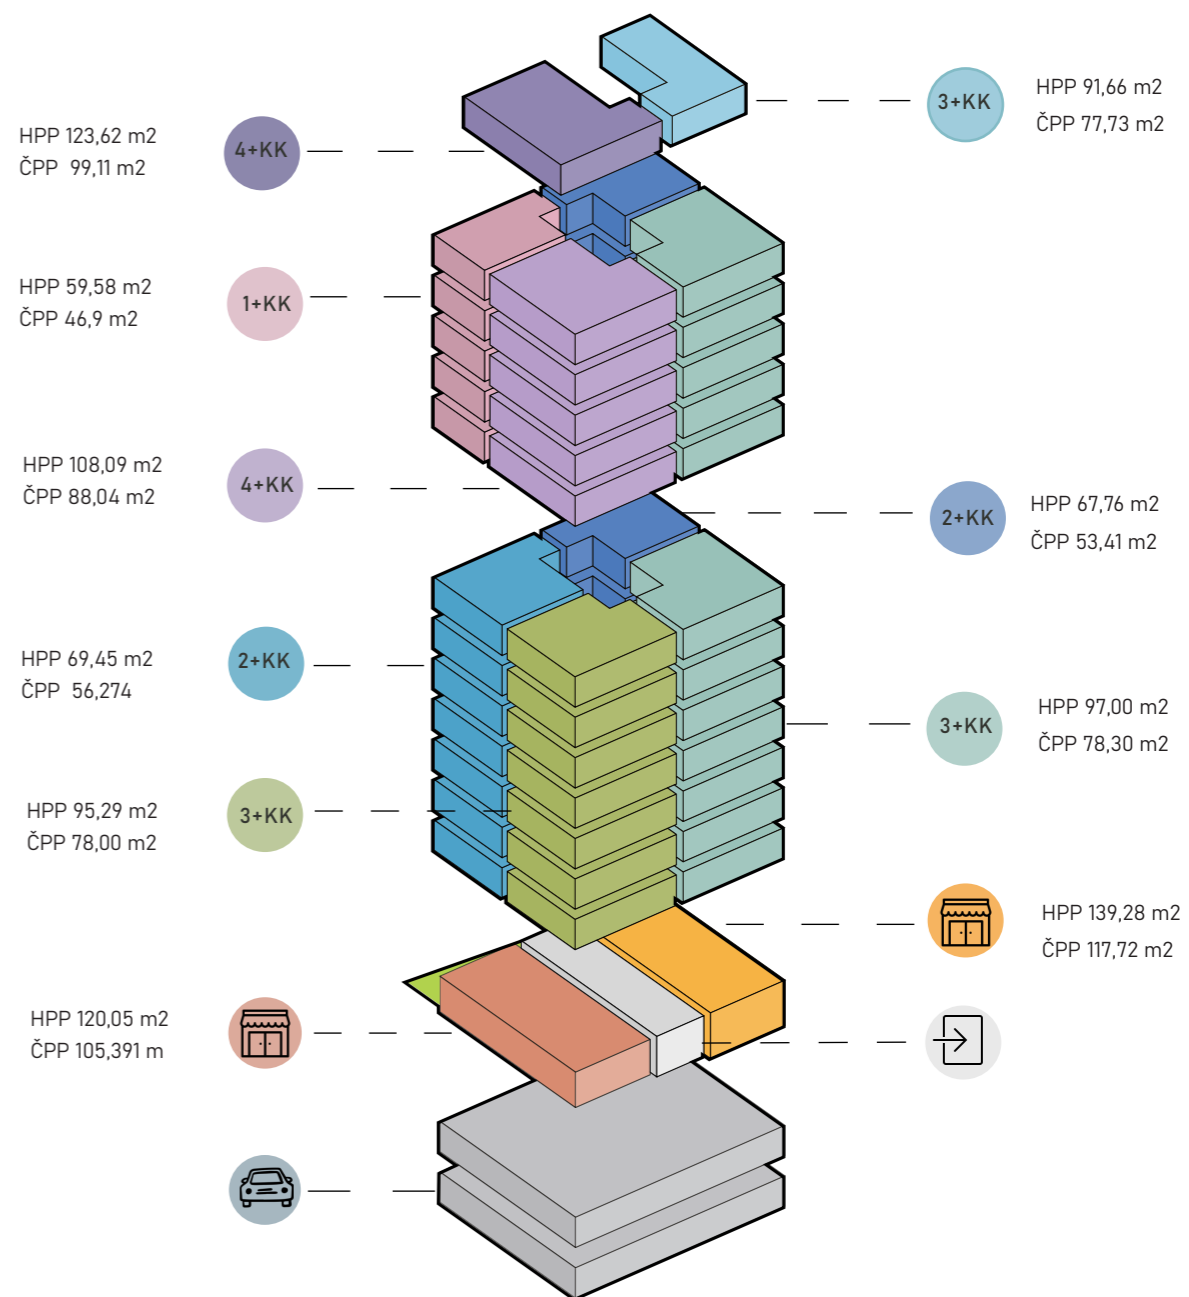 3+KK
HPP 91,66 m2
ČPP 77,73 m2
HPP 123,62 m2
ČPP 99,11 m2
4+KK
HPP 59,58 m2
ČPP 46,9 m2
1+KK
HPP 108,09 m2
ČPP 88,04 m2
4+KK
2+KK
HPP 67,76 m2
ČPP 53,41 m2
HPP 69,45 m2
ČPP 56,274
2+KK
3+KK
HPP 97,00 m2
ČPP 78,30 m2
HPP 95,29 m2
ČPP 78,00 m2
3+KK
HPP 139,28 m2
ČPP 117,72 m2
HPP 120,05 m2
ČPP 105,391 m